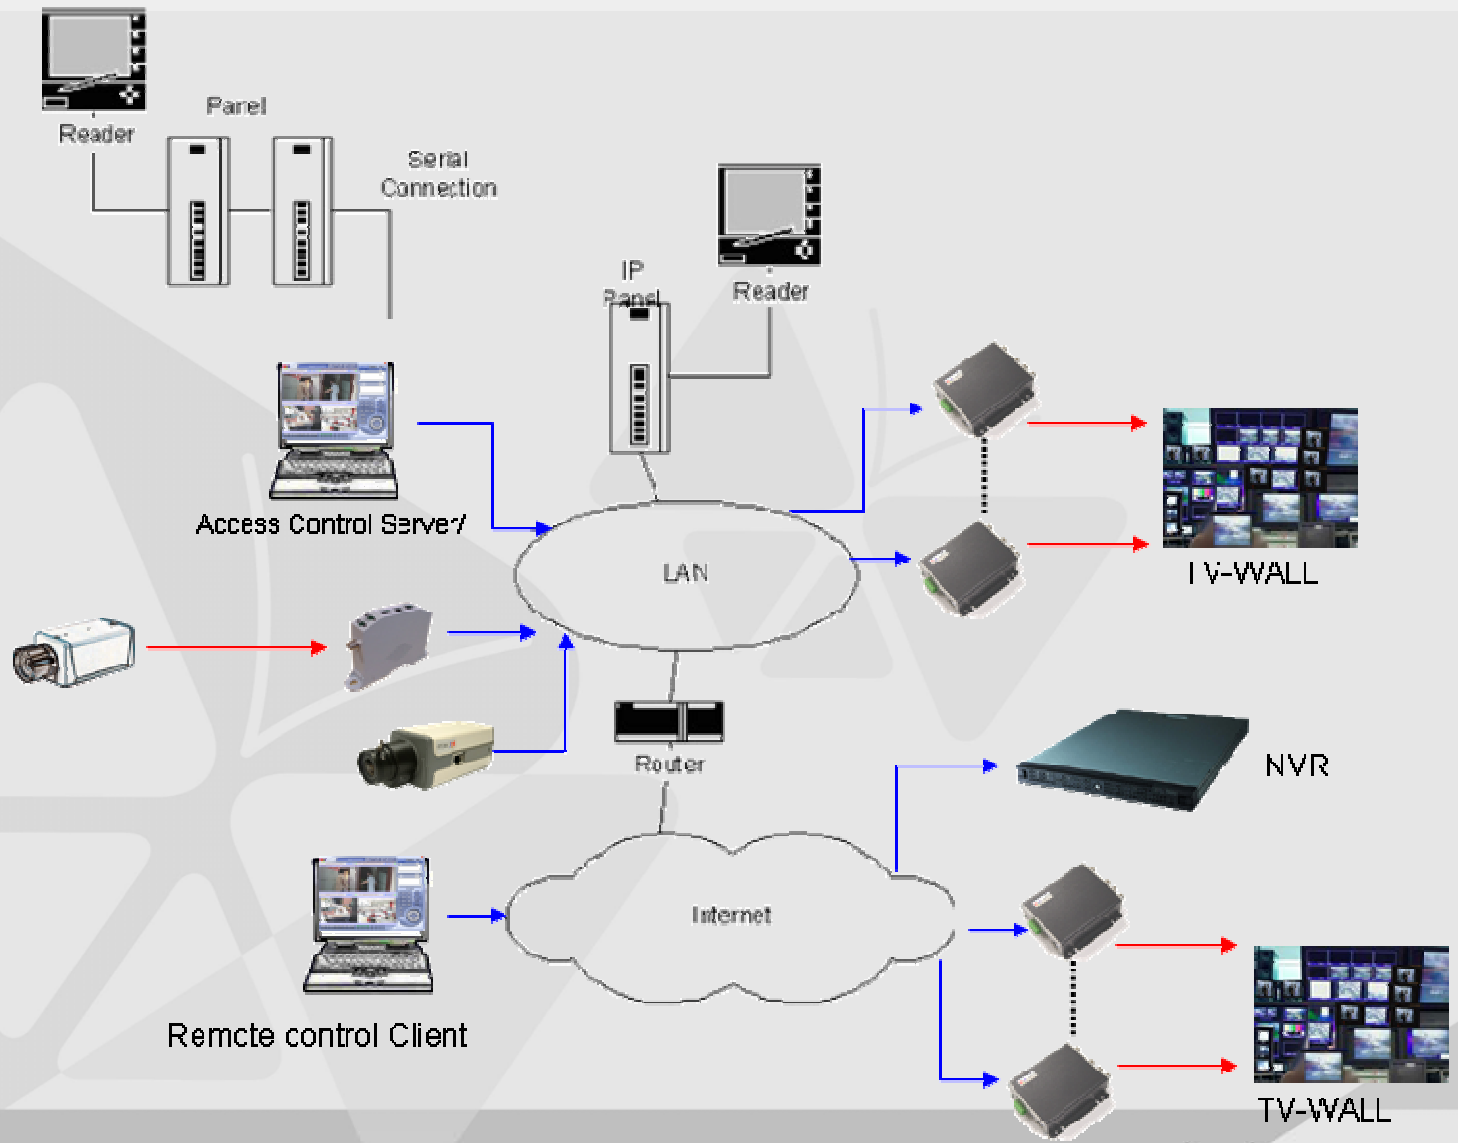 Panel
Reader
Serial
Connection
IP
Panel
Reader
Access Control Server
LAN
TV-WALL
Router
NVR
Internet
Remote control Client
TV-WALL